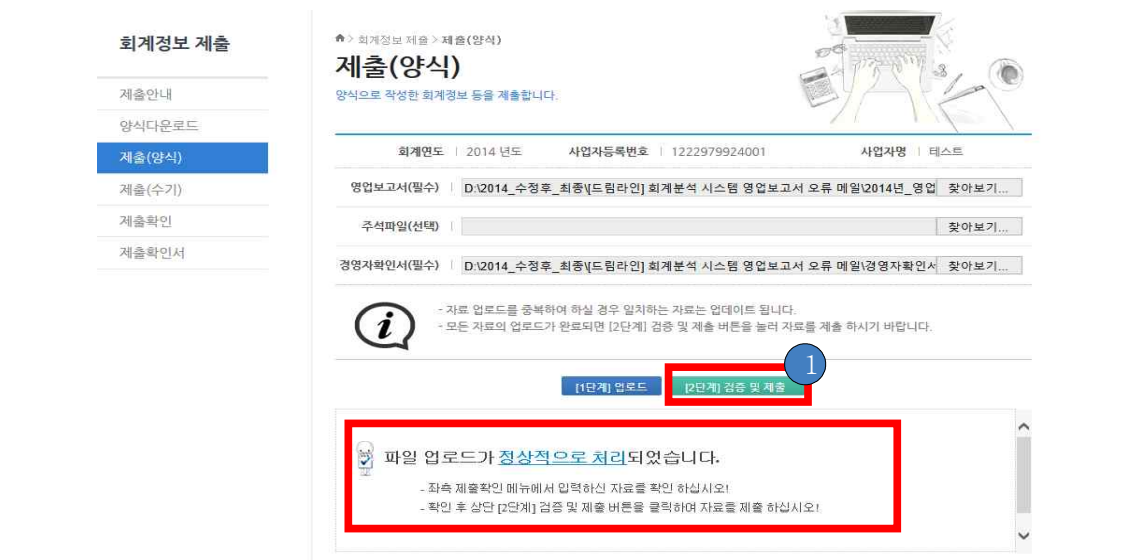 회계정보 제출
제출안내
양식다운로드
제출(양식)
제출(수기)
제출확인
제출확인서
> 회계정보 제출 > 제출(양식)
제출(양식)
양식으로 작성한 회계정보 등을 제출합니다.
회계연도 | 2014 년도 사업자등록번호 | 1222979924001 사업자명 | 테스트
영업보고서(필수) | D:\2014_수정후_최종\[드림라인] 회계분석 시스템 영업보고서 오류 메일\2014년_영업 찾아보기...
주석파일(선택) | 찾아보기...
경영자확인서(필수) | D:\2014_수정후_최종\[드림라인] 회계분석 시스템 영업보고서 오류 메일\경영자확인서 찾아보기...
- 자료 업로드를 중복하여 하실 경우 일치하는 자료는 업데이트 됩니다.
- 모든 자료의 업로드가 완료되면 [2단계] 검증 및 제출 버튼을 눌러 자료를 제출 하시기 바랍니다.
1
[1단계] 업로드 [2단계] 검증 및 제출
파일 업로드가 정상적으로 처리되었습니다.
- 좌측 제출확인 메뉴에서 입력하신 자료를 확인 하십시오!
- 확인 후 상단 [2단계] 검증 및 제출 버튼을 클릭하여 자료를 제출 하십시오!